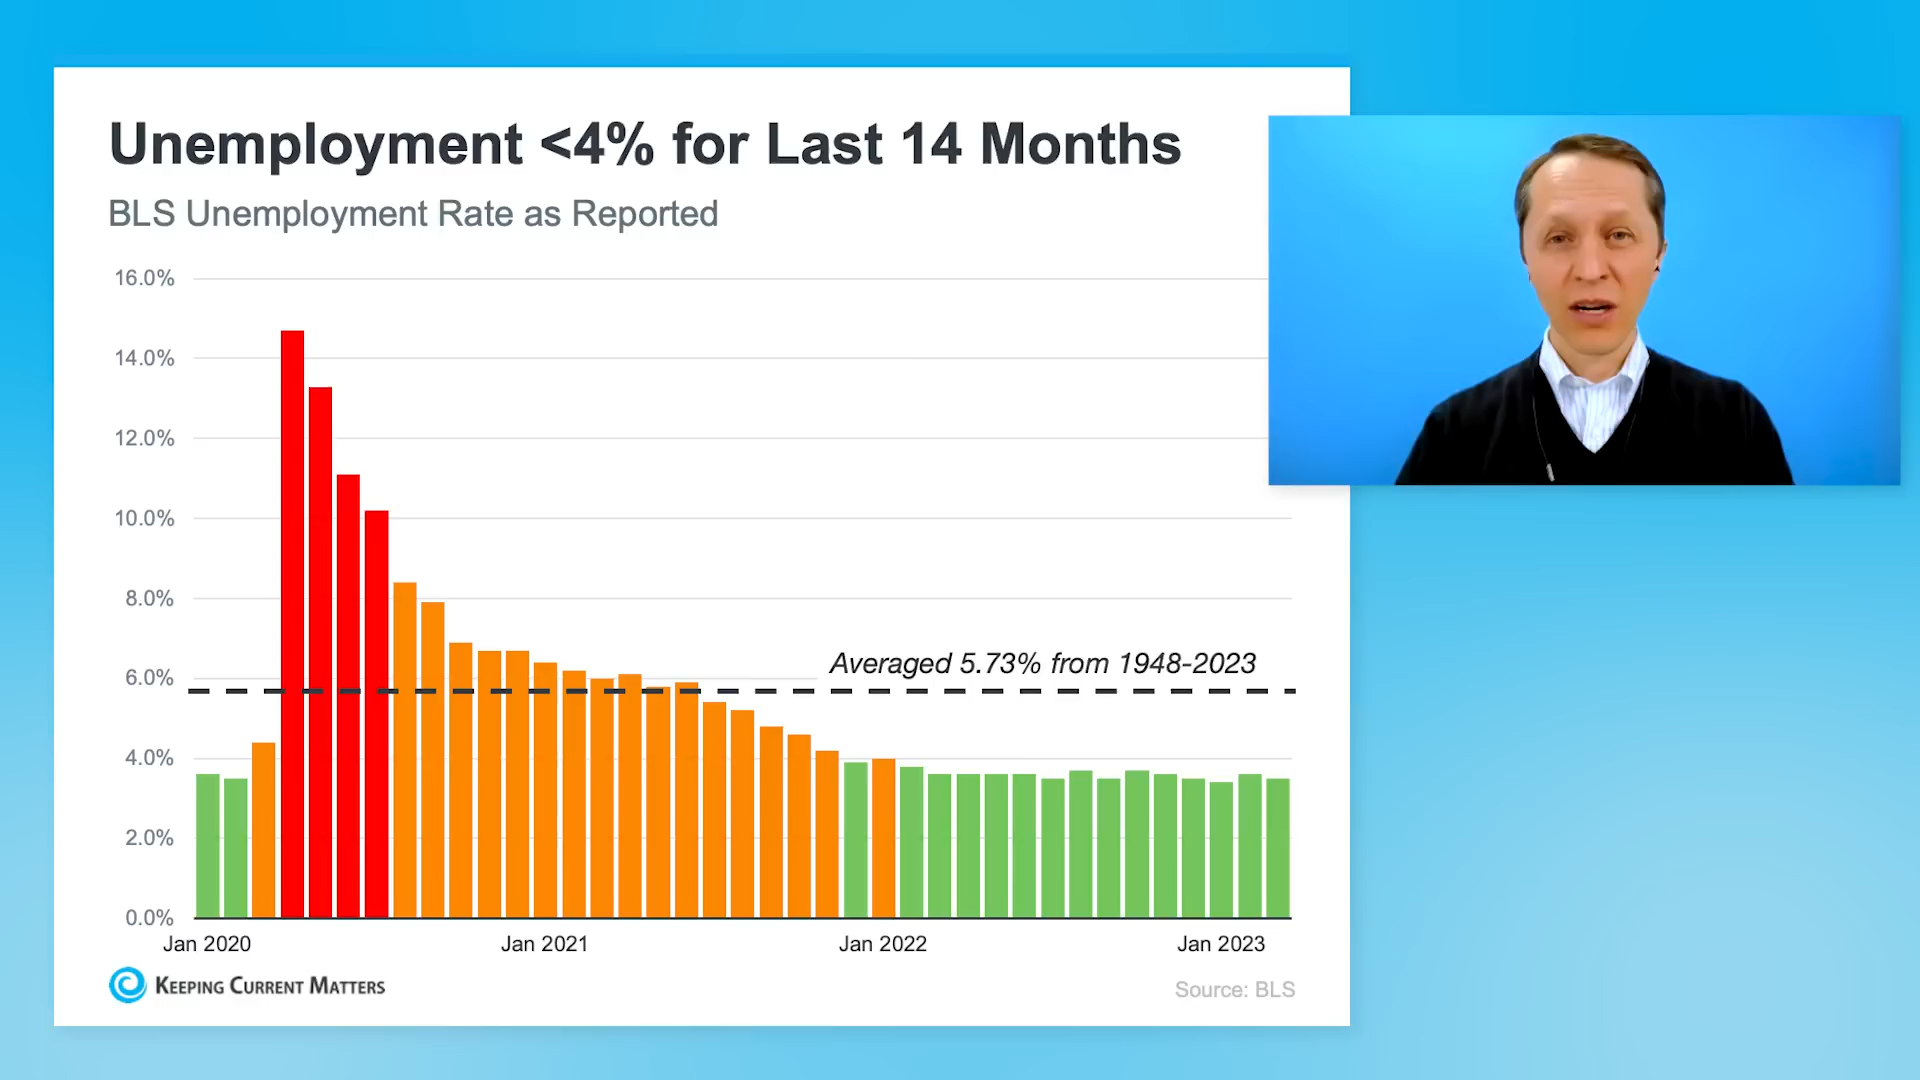 Unemployment <4% for Last 14 Months
BLS Unemployment Rate as Reported
16.0%
14.0%
12.0%
10.0%
8.0%
6.0%
4.0%
2.0%
0.0%
Averaged 5.73% from 1948-2023
Jan 2020
Jan 2021
Jan 2022
Jan 2023
KEEPING CURRENT MATTERS
Source: BLS